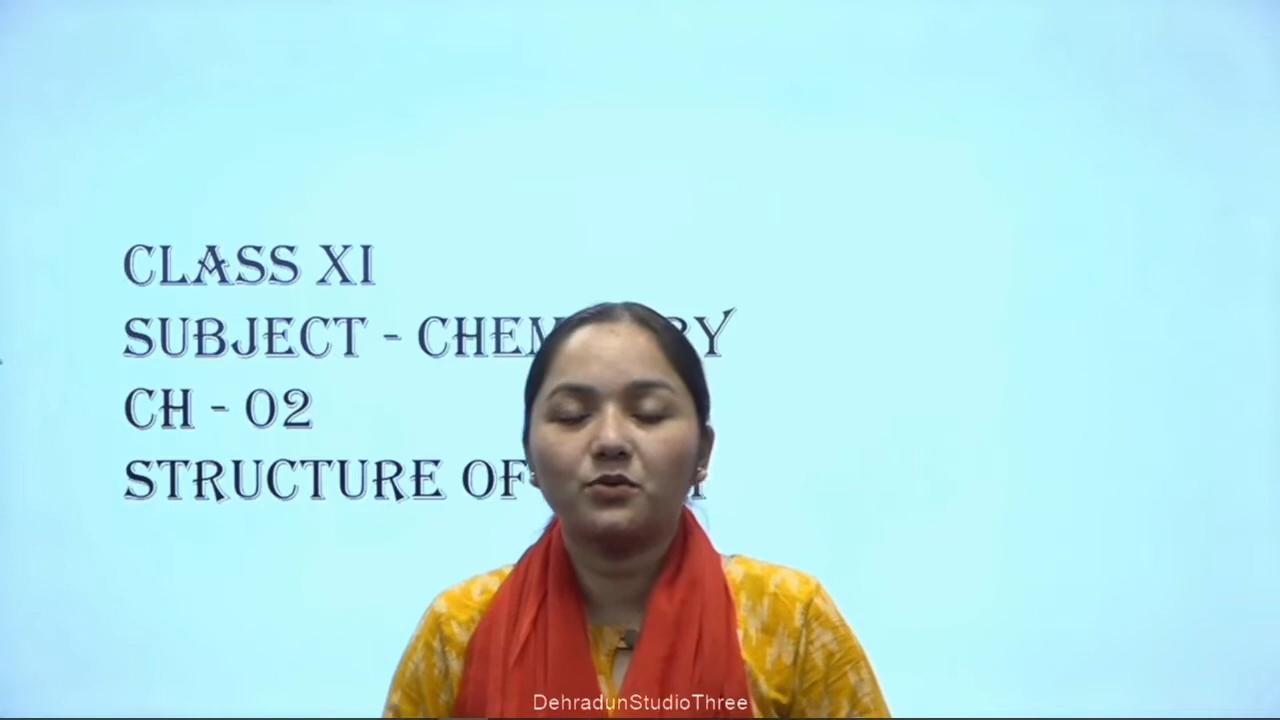 CLASS XI
SUBJECT -
CH - 02
STRUCTURE OF
DehradunStudioThree